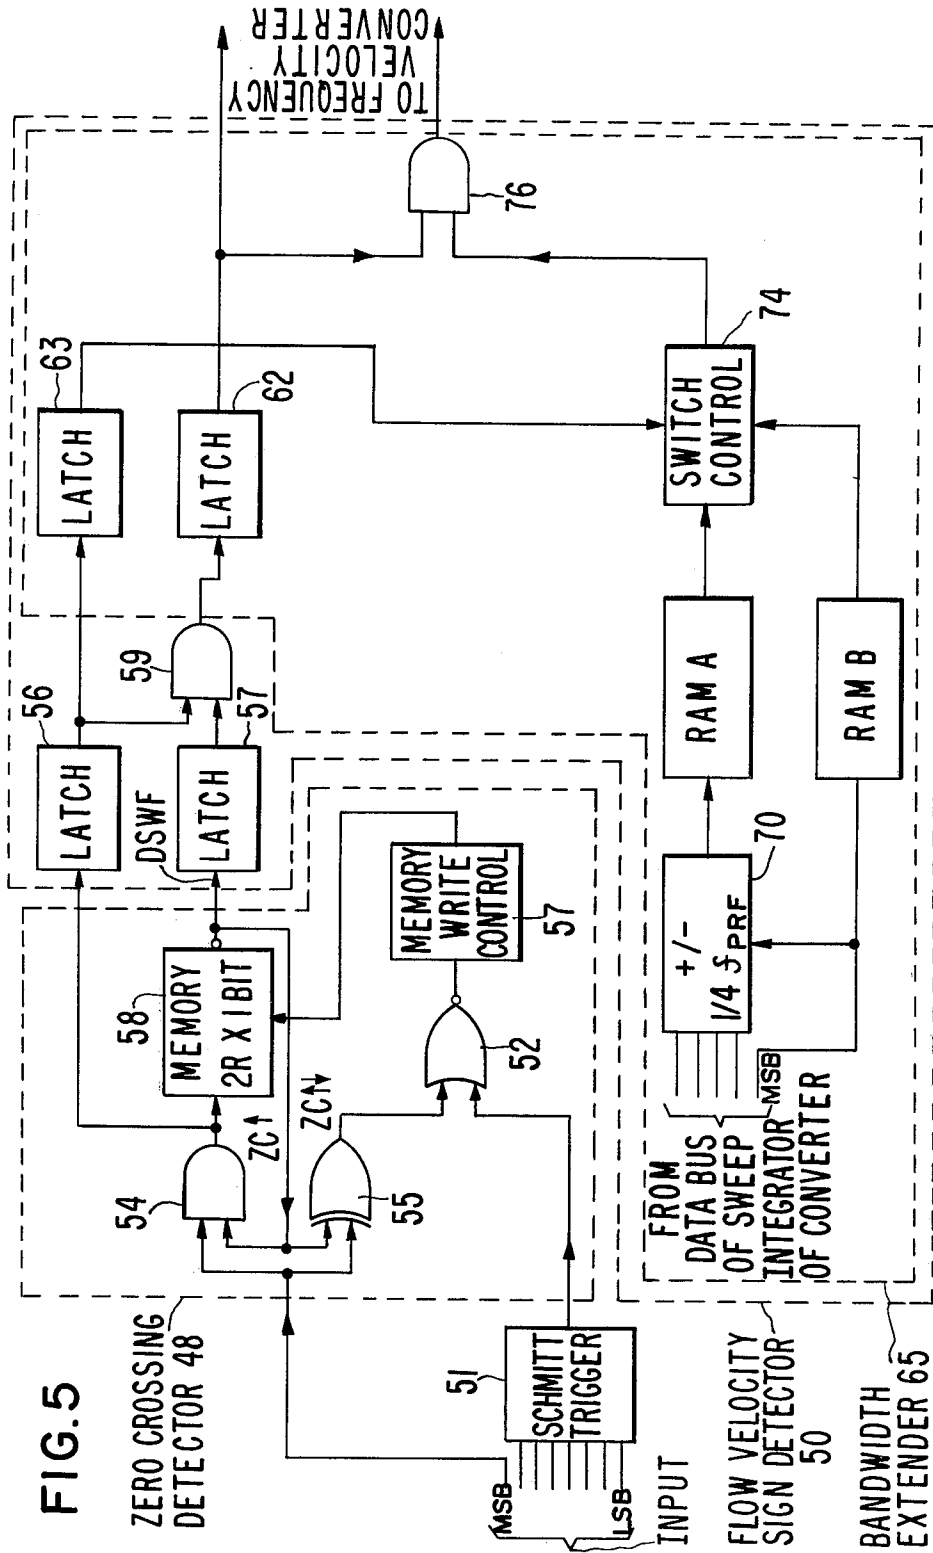 FIG.5
ZERO CROSSING
DETECTOR 48
54
58
MEMORY
2R X 1 BIT
ZC↑
ZC↑↓
55
DSWF
56
LATCH
57
LATCH
59
63
LATCH
62
LATCH
TO FREQUENCY
VELOCITY
CONVERTER
MSB
LSB
INPUT
51
SCHMITT
TRIGGER
52
MEMORY
WRITE
CONTROL
57
76
FLOW VELOCITY
SIGN DETECTOR
50
BANDWIDTH
EXTENDER 65
FROM
DATA BUS
OF SWEEP
INTEGRATOR
OF CONVERTER
MSB
+/-
1/4 fPRF
70
RAM A
RAM B
SWITCH
CONTROL
74